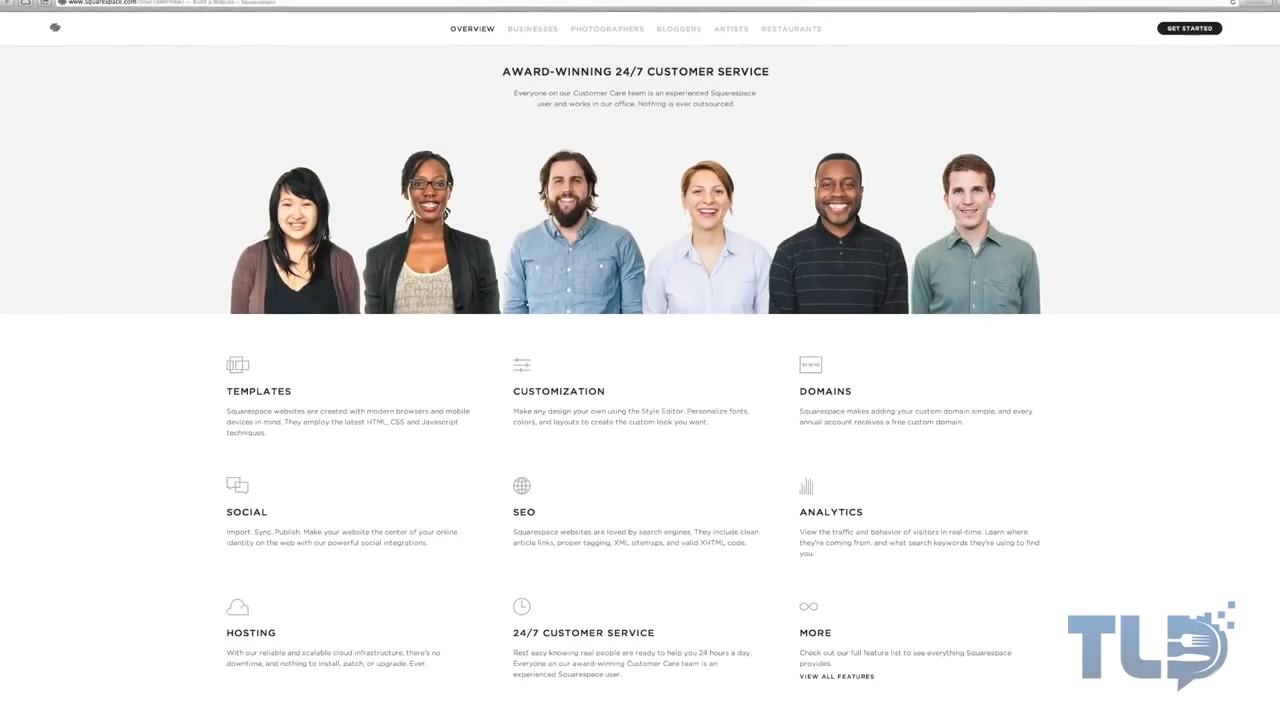 www.squarespace.com/tour/overview/ — Build a Website – Squarespace
OVERVIEW BUSINESSES PHOTOGRAPHERS BLOGGERS ARTISTS RESTAURANTS
GET STARTED
AWARD-WINNING 24/7 CUSTOMER SERVICE
Everyone on our Customer Care team is an experienced Squarespace
user and works in our office. Nothing is ever outsourced.
TEMPLATES
Squarespace websites are created with modern browsers and mobile
devices in mind. They employ the latest HTML, CSS and Javascript
techniques.
CUSTOMIZATION
Make any design your own using the Style Editor. Personalize fonts,
colors, and layouts to create the custom look you want.
WWW
DOMAINS
Squarespace makes adding your custom domain simple, and every
annual account receives a free custom domain.
SOCIAL
Import. Sync. Publish. Make your website the center of your online
identity on the web with our powerful social integrations.
SEO
Squarespace websites are loved by search engines. They include clean
article links, proper tagging, XML sitemaps, and valid XHTML code.
ANALYTICS
View the traffic and behavior of visitors in real-time. Learn where
they're coming from, and what search keywords they're using to find
you.
HOSTING
With our reliable and scalable cloud infrastructure, there's no
downtime, and nothing to install, patch, or upgrade. Ever.
24/7 CUSTOMER SERVICE
Rest easy knowing real people are ready to help you 24 hours a day.
Everyone on our award-winning Customer Care team is an
experienced Squarespace user.
MORE
Check out our full feature list to see everything Squarespace
provides.
VIEW ALL FEATURES
TLD